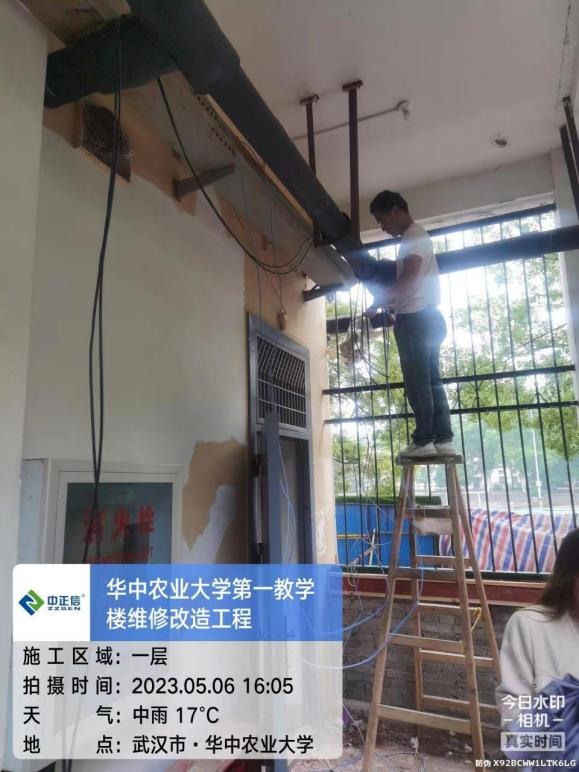 消火栓
中正信®
ZZGEN
华中农业大学第一教学
楼维修改造工程
施工区域：一层
拍摄时间：2023.05.06 16:05
天气：中雨 17°C
地点：武汉市·华中农业大学
今日水印
-相机-
真实时间
防伪 X92BCWW1LTK6LG